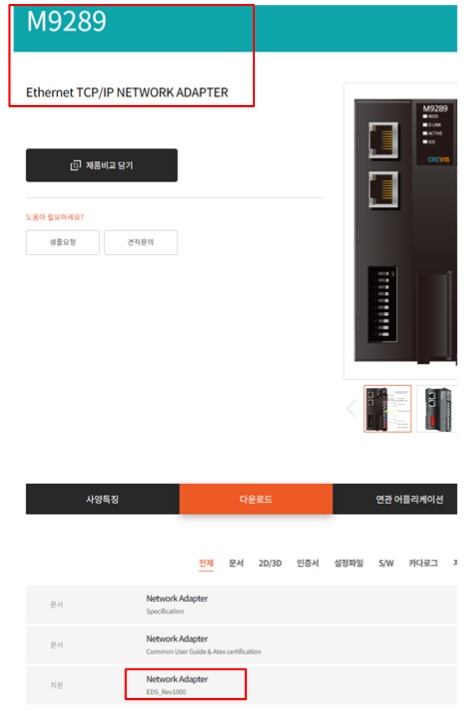 M9289
Ethernet TCP/IP NETWORK ADAPTER
M9289
MOD
LINK
ACTIVE
IOS
CREVIS
제품비교 담기
도움이 필요하세요?
샘플요청
견적문의
사양특징
다운로드
연관 어플리케이션
전체
문서
2D/3D
인증서
설정파일
S/W
카다로그
문서
Network Adapter
Specification
문서
Network Adapter
Common User Guide & Atex certification
지원
Network Adapter
EDS_Rev1000